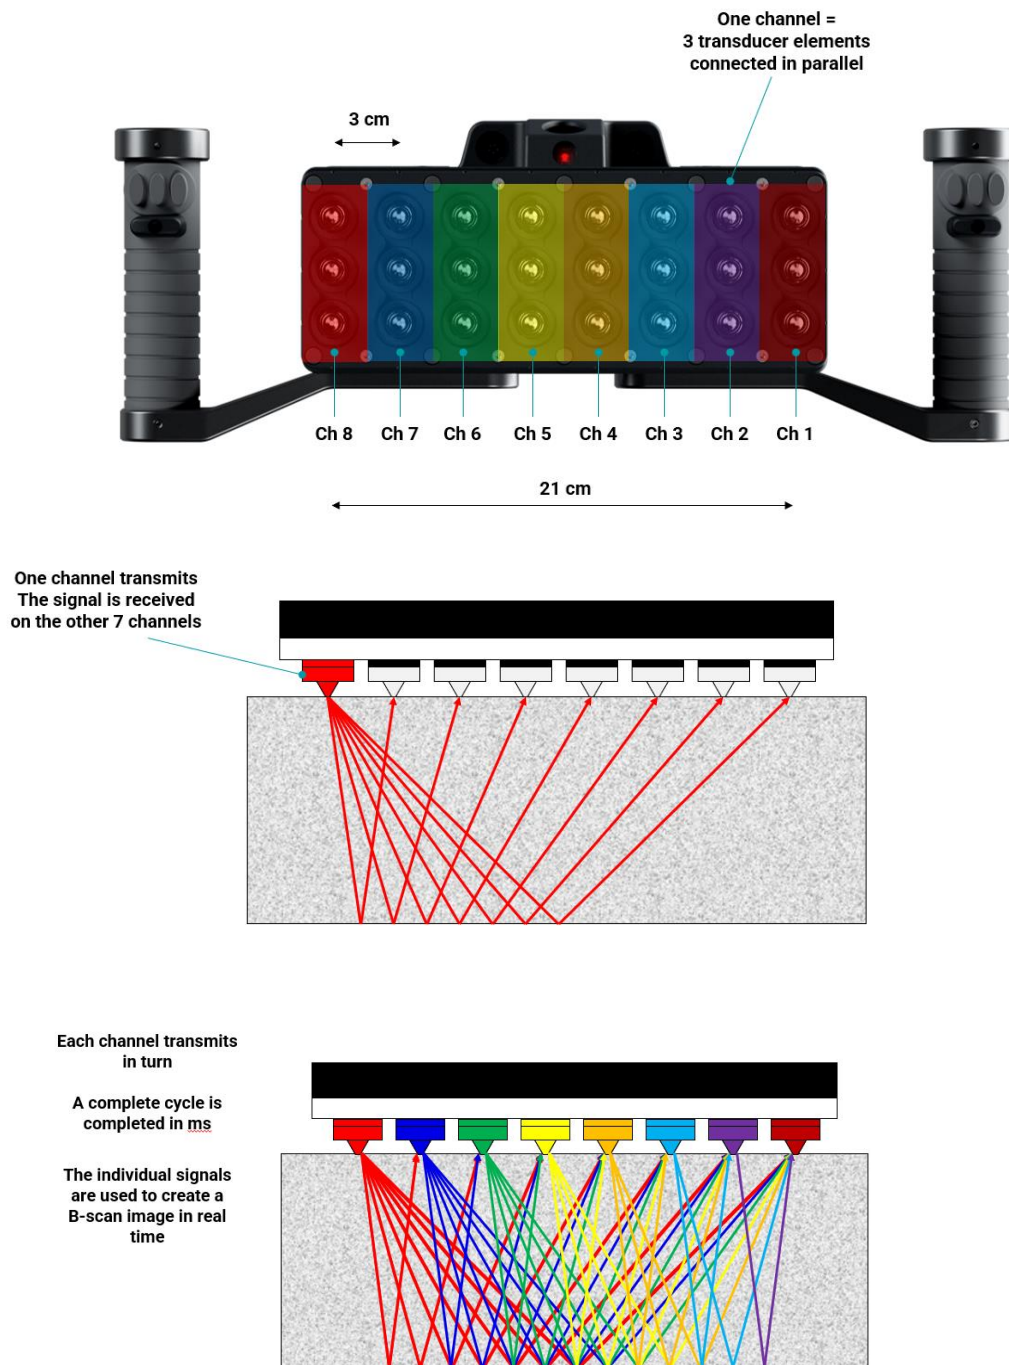 One channel =
3 transducer elements
connected in parallel
3 cm
Ch 8 Ch 7 Ch 6 Ch 5 Ch 4 Ch 3 Ch 2 Ch 1
21 cm
One channel transmits
The signal is received
on the other 7 channels
Each channel transmits
in turn
A complete cycle is
completed in ms
The individual signals
are used to create a
B-scan image in real
time